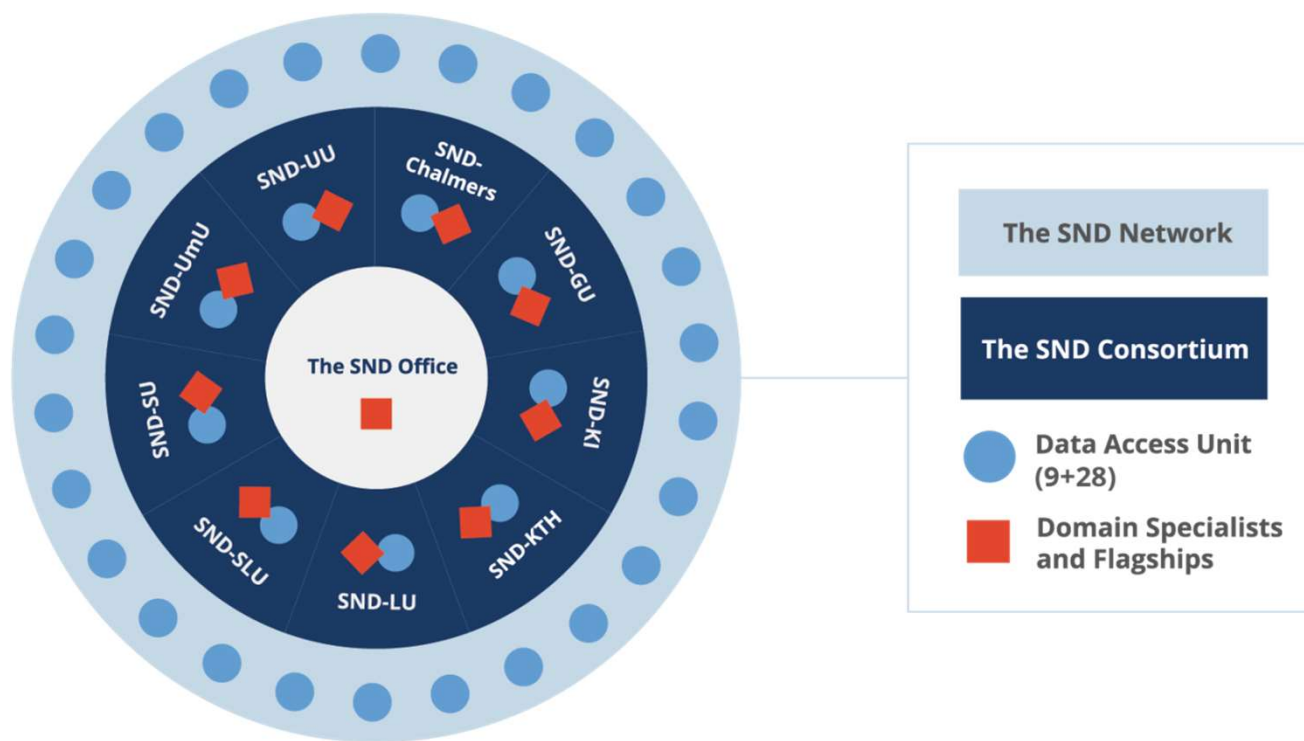 SND-UU
SND-
Chalmers
SND-UmU
SND-GU
The SND Office
SND-SU
SND-KI
SND-SLU
SND-LU
SND-KTH
The SND Network
The SND Consortium
Data Access Unit
(9+28)
Domain Specialists
and Flagships